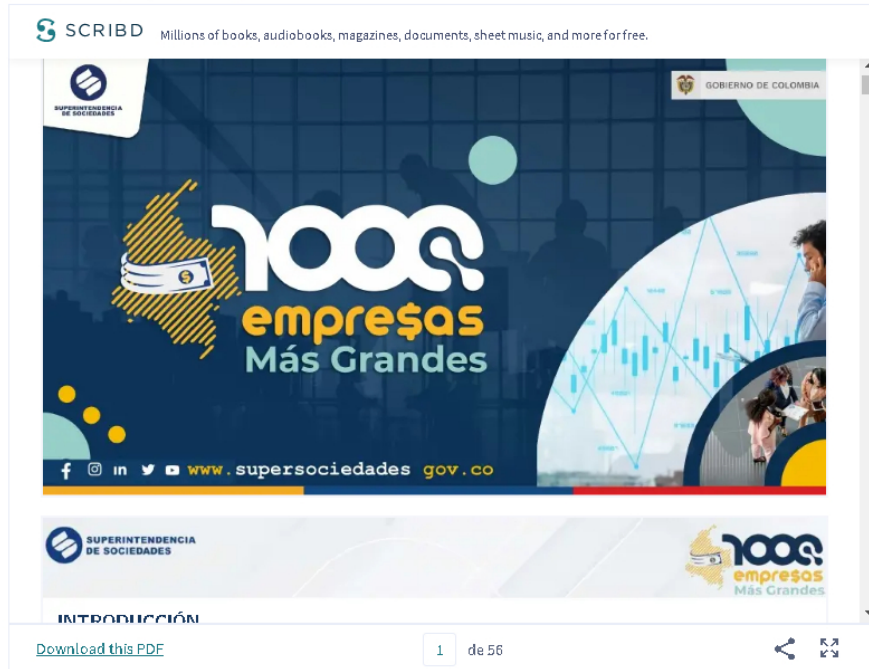 SCRIBD Millions of books, audiobooks, magazines, documents, sheet music, and more for free.
SUPERINTENDENCIA
DE SOCIEDADES
GOBIERNO DE COLOMBIA
1000
empre$as
Más Grandes
www.supersociedades gov.co
SUPERINTENDENCIA
DE SOCIEDADES
1000
empre$as
Más Grandes
INTRODUCCIÓN
Download this PDF
1 de 56